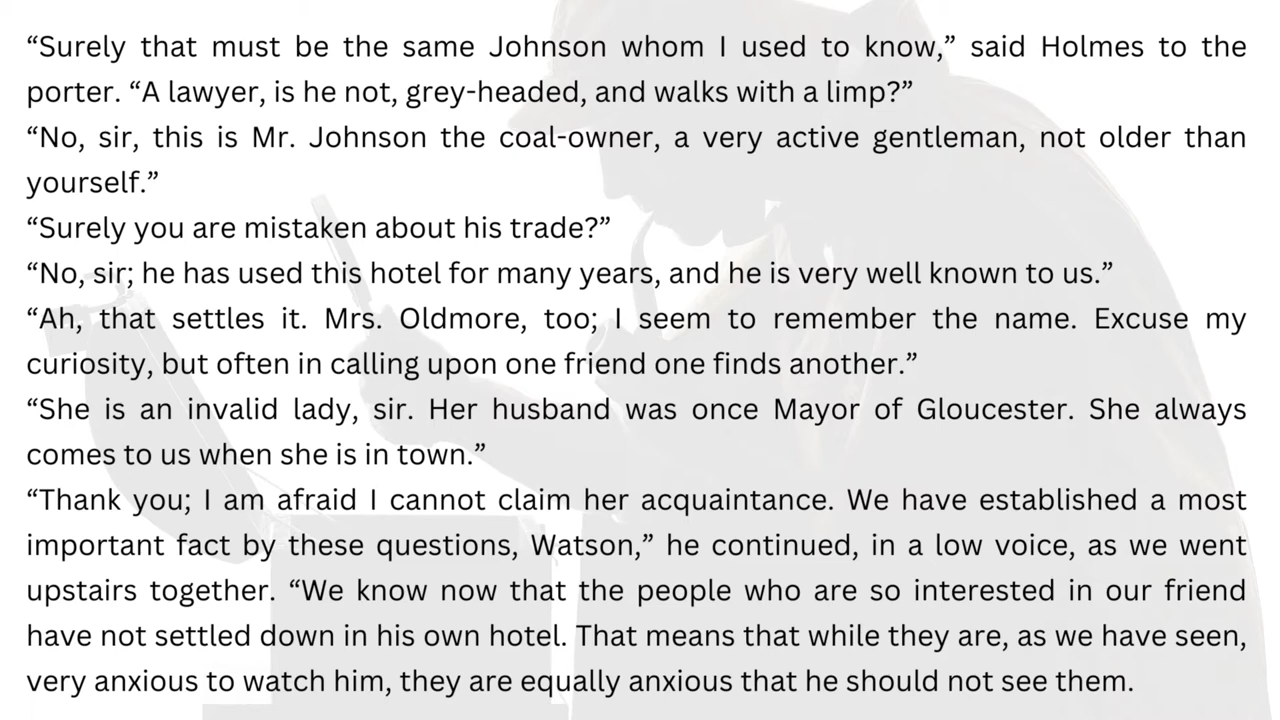 “Surely that must be the same Johnson whom I used to know,” said Holmes to the
porter. “A lawyer, is he not, grey-headed, and walks with a limp?”
“No, sir, this is Mr. Johnson the coal-owner, a very active gentleman, not older than
yourself.”
“Surely you are mistaken about his trade?”
“No, sir; he has used this hotel for many years, and he is very well known to us.”
“Ah, that settles it. Mrs. Oldmore, too; I seem to remember the name. Excuse my
curiosity, but often in calling upon one friend one finds another.”
“She is an invalid lady, sir. Her husband was once Mayor of Gloucester. She always
comes to us when she is in town.”
“Thank you; I am afraid I cannot claim her acquaintance. We have established a most
important fact by these questions, Watson,” he continued, in a low voice, as we went
upstairs together. “We know now that the people who are so interested in our friend
have not settled down in his own hotel. That means that while they are, as we have seen,
very anxious to watch him, they are equally anxious that he should not see them.